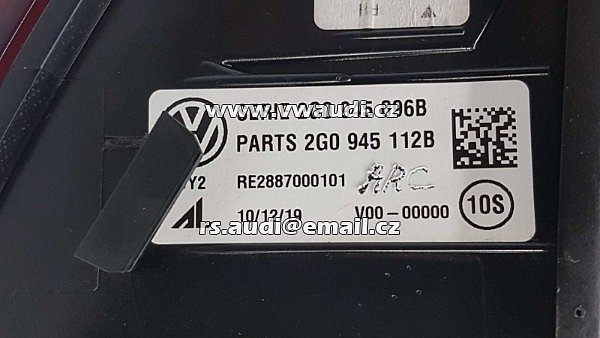 www.vwaudi.cz
PARTS 2G0 945 112B
Y2 RE2887000101 ARC
10/12/19 V00-00000 10S
rs.audi@email.cz